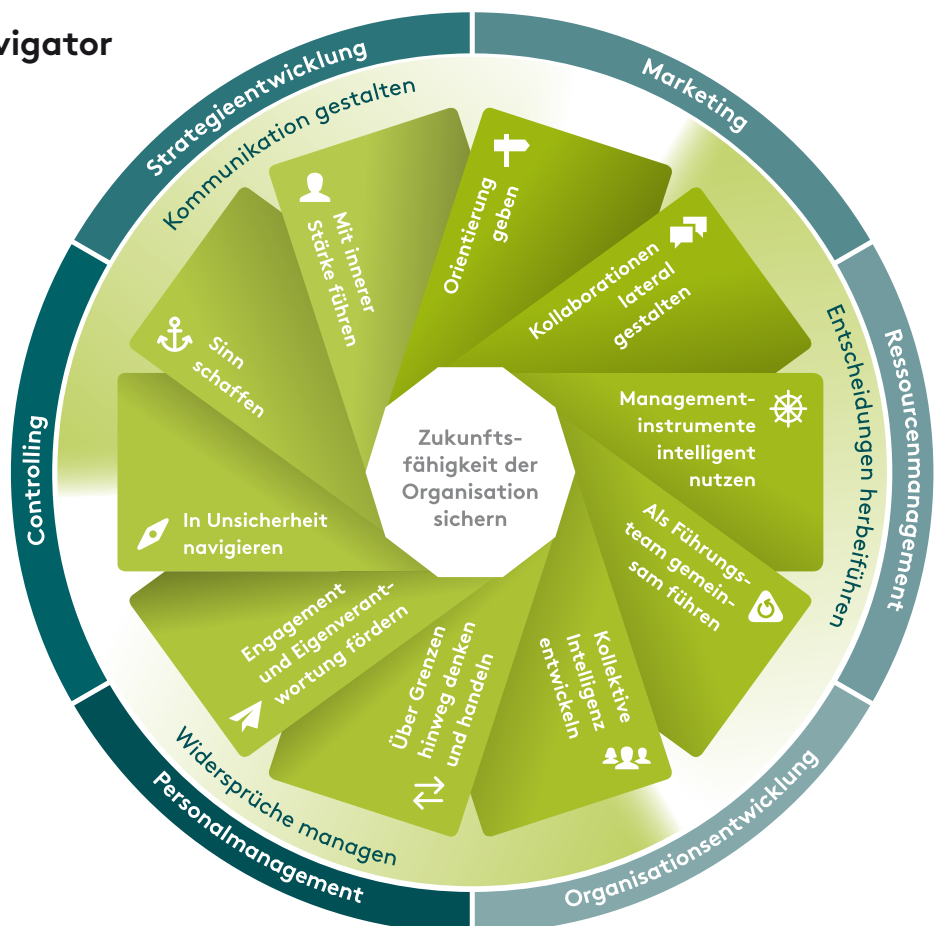 vigator
Strategieentwicklung
Marketing
Ressourcenmanagement
Organisationsentwicklung
Personalmanagement
Controlling
Kommunikation gestalten
Entscheidungen herbeiführen
Widersprüche managen
Orientierung
geben
Kollaborationen
lateral
gestalten
Management-
instrumente
intelligent
nutzen
Als Führungs-
team gemein-
sam führen
Kollektive
Intelligenz
entwickeln
Über Grenzen
hinweg denken
und handeln
Engagement
und Eigenverant-
wortung fördern
In Unsicherheit
navigieren
Sinn
schaffen
Mit innerer
Stärke führen
Zukunfts-
fähigkeit der
Organisation
sichern